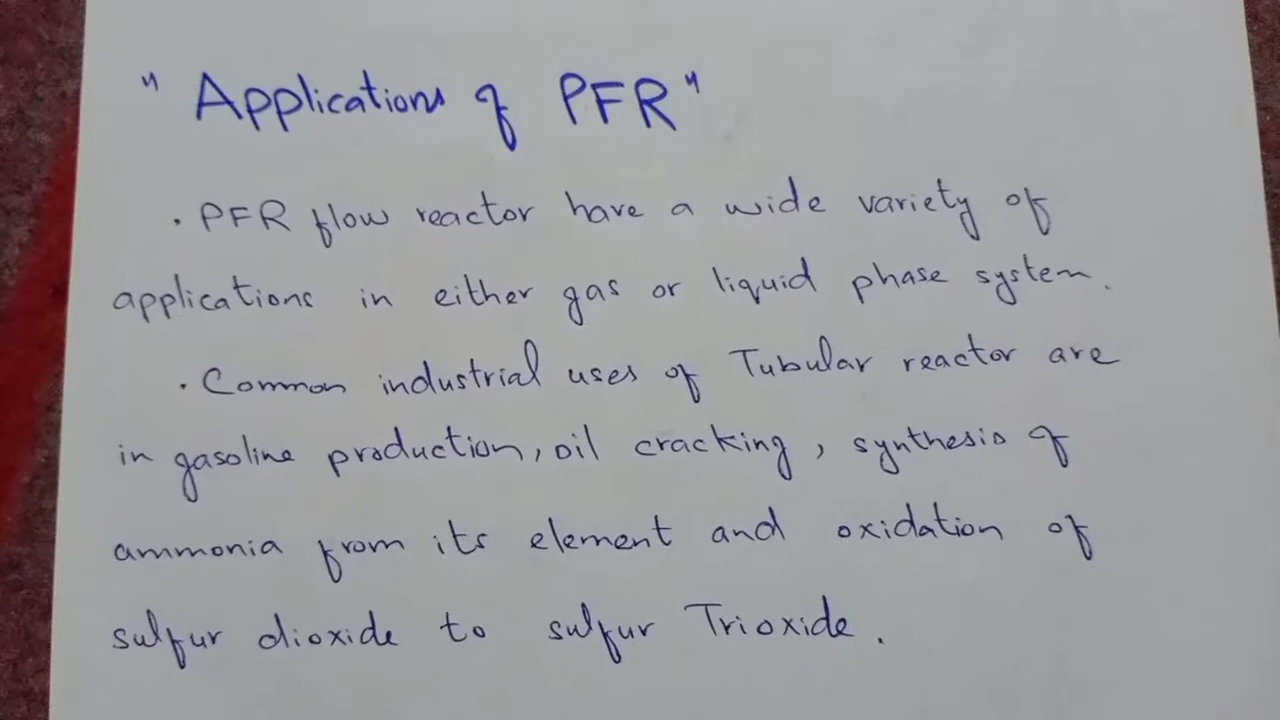 "Applications of PFR"
. PFR flow reactor have a wide variety of
applications in either gas or liquid phase system.
. Common industrial uses of Tubular reactor are
in gasoline production, oil cracking, synthesis of
ammonia from its element and oxidation of
sulfur dioxide to sulfur Trioxide.